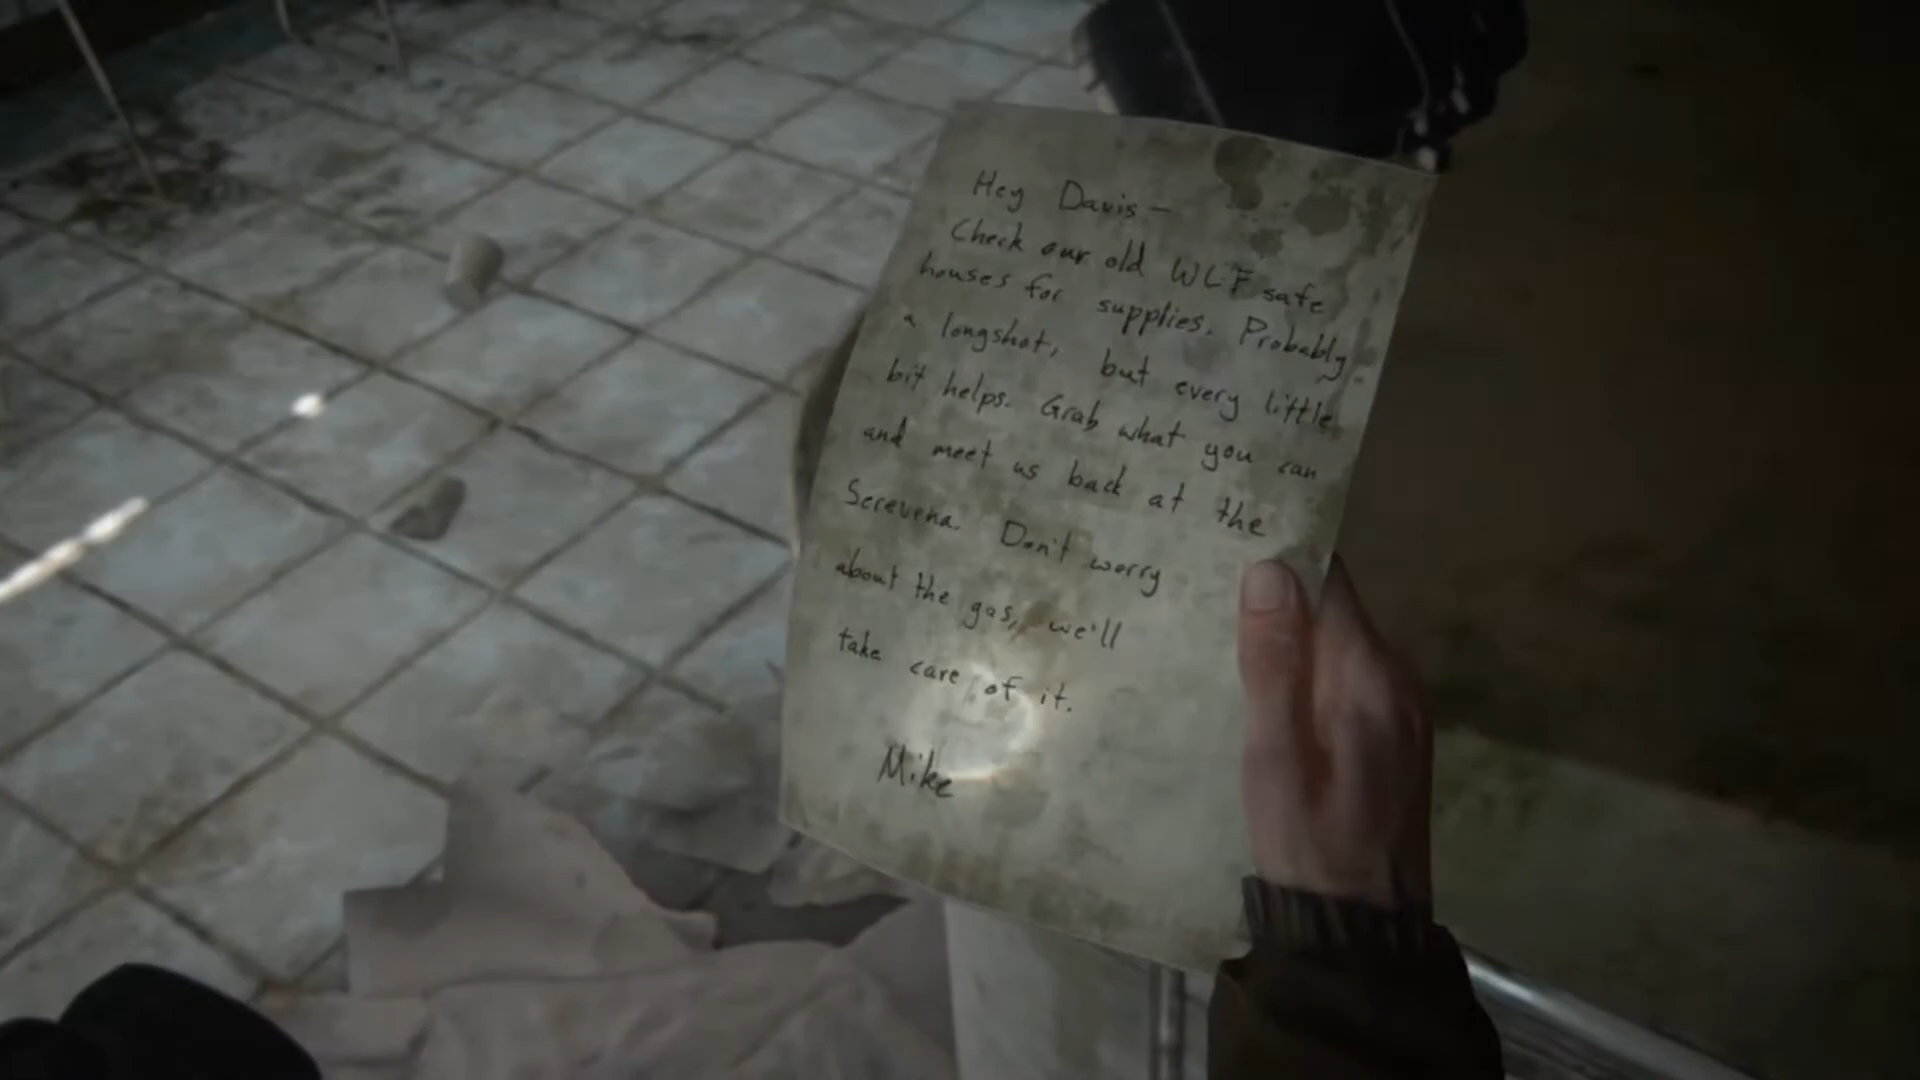 Hey Davis –
Check our old WLF safe
houses for supplies. Probably
a longshot, but every little
bit helps. Grab what you can
and meet us back at the
Serevena. Don't worry
about the gas, we'll
take care of it.
Mike